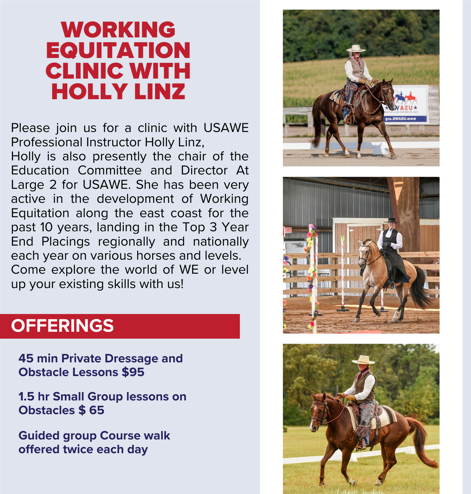 WORKING
EQUITATION
CLINIC WITH
HOLLY LINZ
Please join us for a clinic with USAWE
Professional Instructor Holly Linz,
Holly is also presently the chair of the
Education Committee and Director At
Large 2 for USAWE. She has been very
active in the development of Working
Equitation along the east coast for the
past 10 years, landing in the Top 3 Year
End Placings regionally and nationally
each year on various horses and levels.
Come explore the world of WE or level
up your existing skills with us!
OFFERINGS
45 min Private Dressage and
Obstacle Lessons $95
1.5 hr Small Group lessons on
Obstacles $ 65
Guided group Course walk
offered twice each day